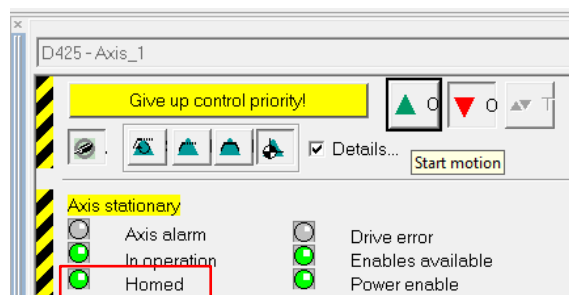 D425 - Axis_1
Give up control priority!
Details...
Start motion
Axis stationary
Axis alarm
Drive error
In operation
Enables available
Homed
Power enable